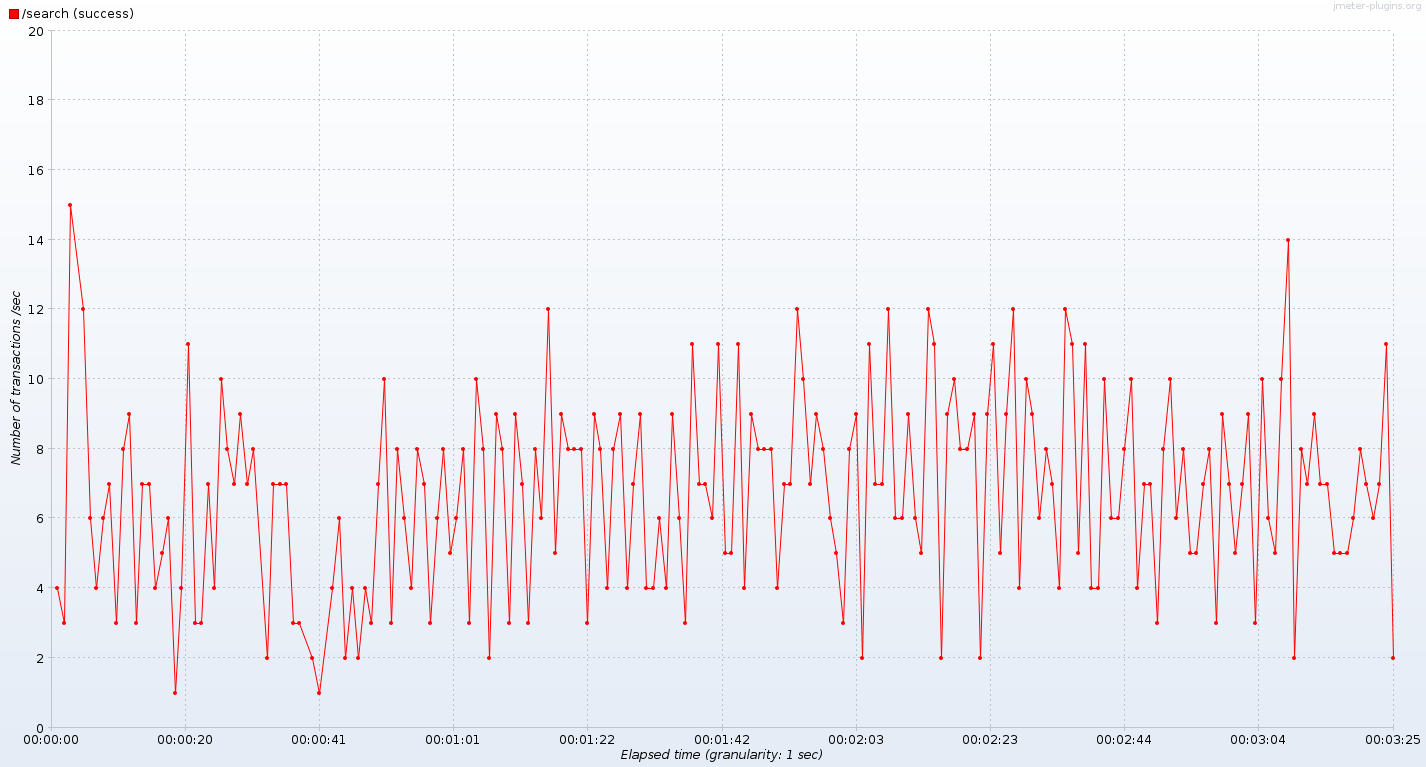 jmeter-plugins.org
/search (success)
20
18
16
14
12
10
8
6
4
2
0
Number of transactions /sec
00:00:00 00:00:20 00:00:41 00:01:01 00:01:22 00:01:42 00:02:03 00:02:23 00:02:44 00:03:04 00:03:25
Elapsed time (granularity: 1 sec)